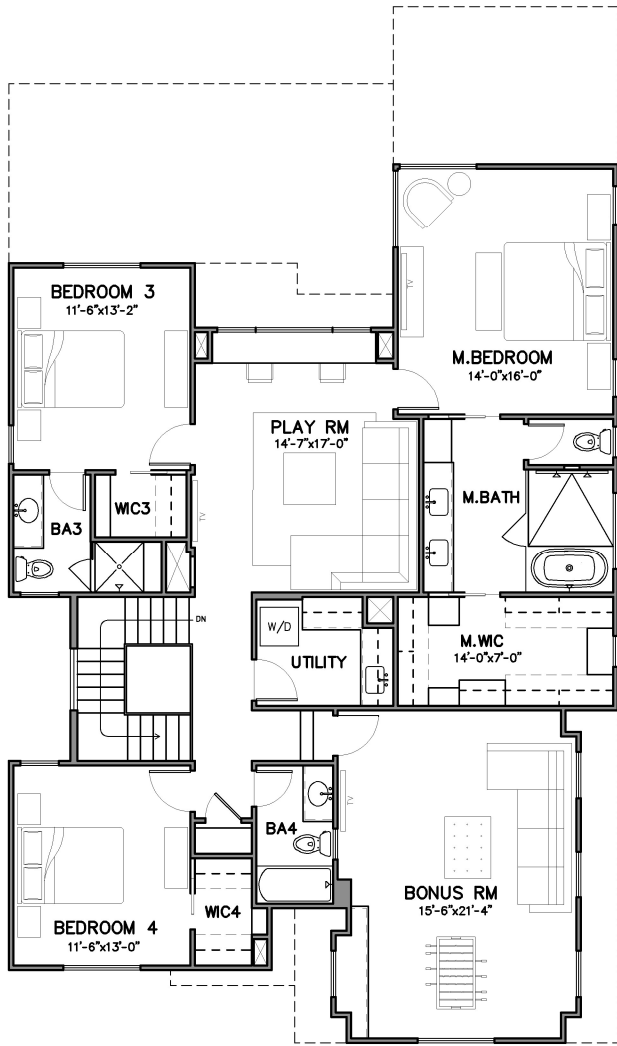 BEDROOM 3
11'-6"x13'-2"
TV
M.BEDROOM
14'-0"x16'-0"
PLAY RM
14'-7"x17'-0"
WIC3
TV
M.BATH
BA3
DN
W/D
UTILITY
M.WIC
14'-0"x7'-0"
TV
BA4
BONUS RM
15'-6"x21'-4"
WIC4
BEDROOM 4
11'-6"x13'-0"